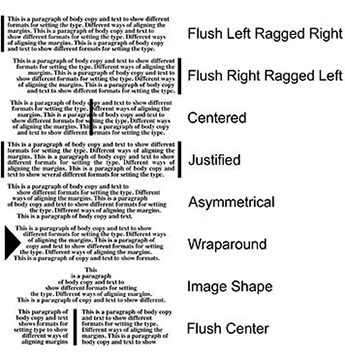 This is a paragraph of body copy and text to show different
formats for setting the type. Different ways of aligning the
margins. This is a paragraph of body copy and text to
show different formats for setting the type. Different ways
of aligning the margins. This is a paragraph of body copy
Flush Left Ragged Right
This is a paragraph of body copy and text to show different
formats for setting the type. Different ways of aligning the
margins. This is a paragraph of body copy and text to
show different formats for setting the type. Different ways
of aligning the margins. This is a paragraph of body copy
Flush Right Ragged Left
This is a paragraph of body copy and text to show different
formats for setting the type. Different ways of aligning the
margins. This is a paragraph of body copy and text to
show different formats for setting the type. Different ways
of aligning the margins. This is a paragraph of body copy
and text to show different formats for setting the type.
Centered
This is a paragraph of body copy and text to show different
formats for setting the type. Different ways of aligning the
margins. This is a paragraph of body copy and text to show
different formats for setting the type. Different ways of
aligning the margins. This is a paragraph of body copy and
text to show several different formats for setting the type.
Justified
This is a paragraph of body copy and text to
show different formats for setting the type. Different
ways of aligning the margins. This is a paragraph of
body copy and text to show different formats for
setting the type. Different ways of aligning the
margins. This is a paragraph of body copy and text.
Asymmetrical
This is a paragraph of body copy and text to show
different formats for setting the type. Different ways
of aligning the margins. This is a paragraph of
copy and text to show different formats for
setting the type. Different ways of aligning the margins.
This is a paragraph of body copy and text to show formats.
Wraparound
This
is a paragraph
of body copy and text to
show different formats for setting
the type. Different ways of aligning margins.
This is a paragraph of body
copy and text to show different.
Image Shape
This is a paragraph of
body copy and text
shows formats for
setting type to show
different ways of
aligning margins
This is a paragraph of body
copy and text to show different
formats of setting the type.
Different ways of aligning the
margins. This is a paragraph
of body copy and text to show
Flush Center